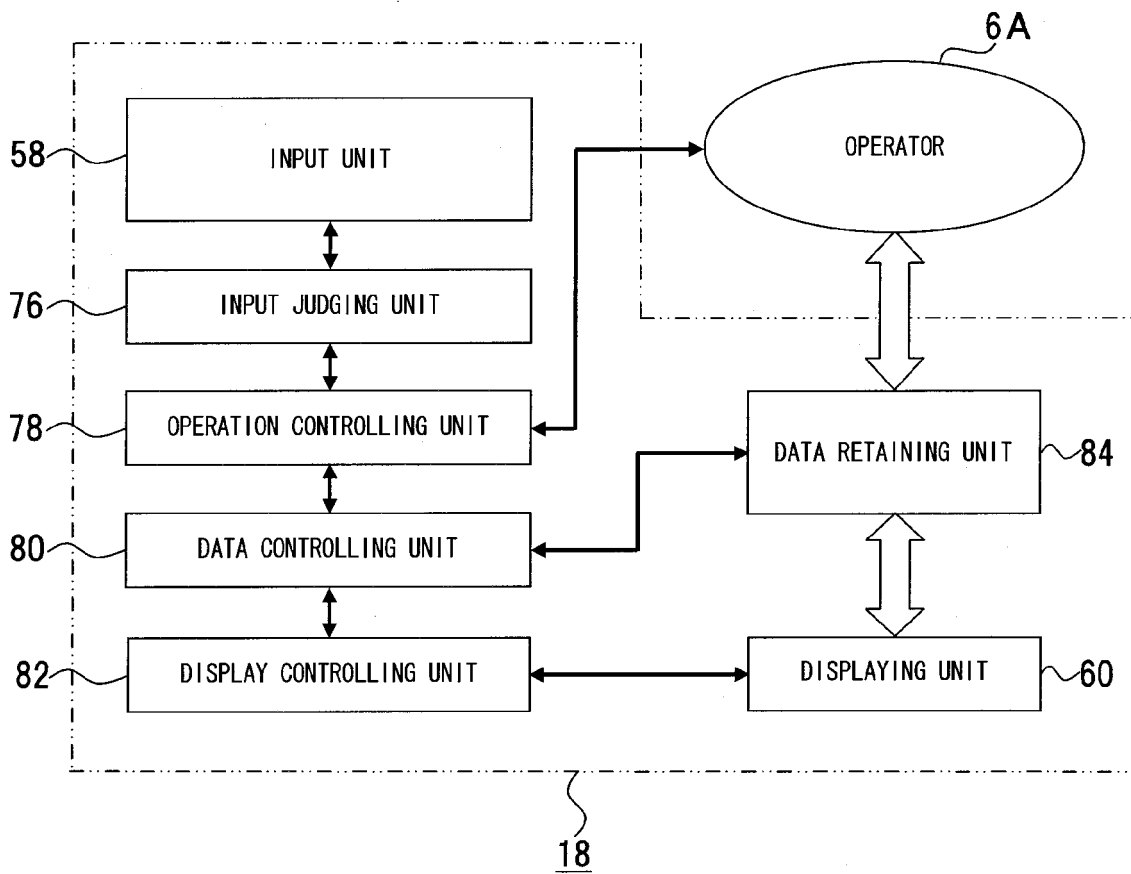 6A
58
INPUT UNIT
OPERATOR
76
INPUT JUDGING UNIT
78
OPERATION CONTROLLING UNIT
DATA RETAINING UNIT
84
80
DATA CONTROLLING UNIT
82
DISPLAY CONTROLLING UNIT
DISPLAYING UNIT
60
18